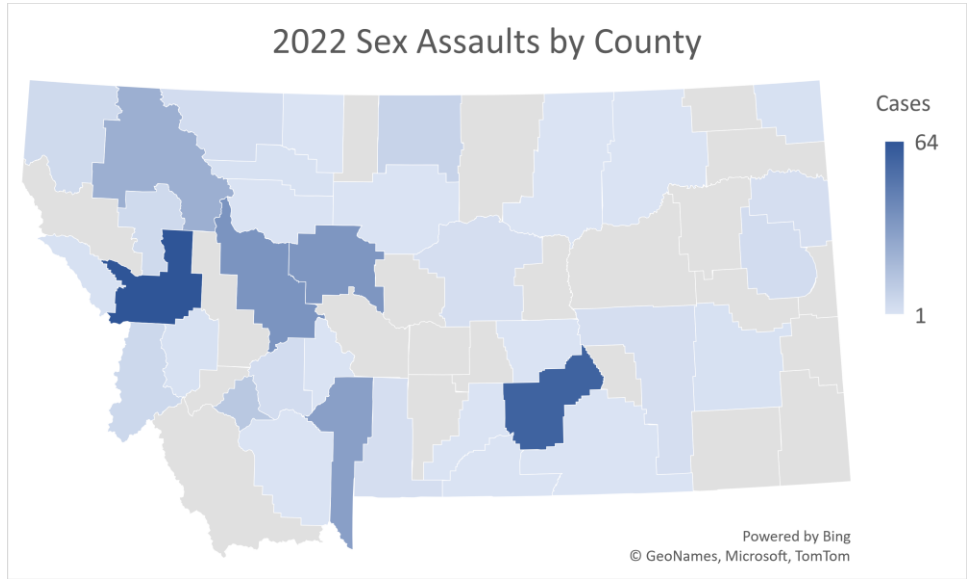 2022 Sex Assaults by County
Cases
64
1
Powered by Bing
© GeoNames, Microsoft, TomTom